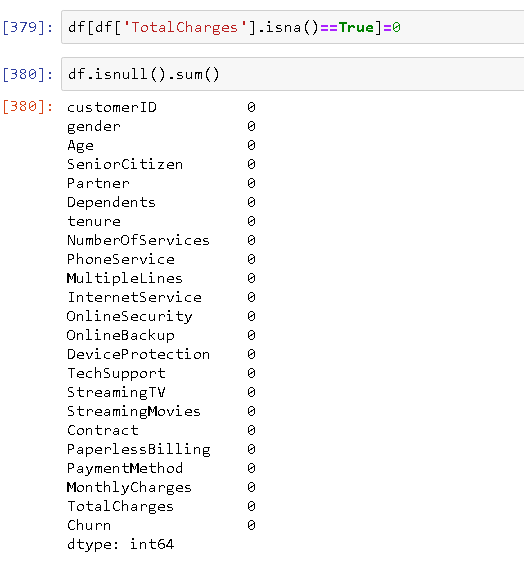 [379]: df[df['TotalCharges'].isna()==True]=0
[380]: df.isnull().sum()
[380]: customerID 0
gender 0
Age 0
SeniorCitizen 0
Partner 0
Dependents 0
tenure 0
NumberOfServices 0
PhoneService 0
MultipleLines 0
InternetService 0
OnlineSecurity 0
OnlineBackup 0
DeviceProtection 0
TechSupport 0
StreamingTV 0
StreamingMovies 0
Contract 0
PaperlessBilling 0
PaymentMethod 0
MonthlyCharges 0
TotalCharges 0
Churn 0
dtype: int64